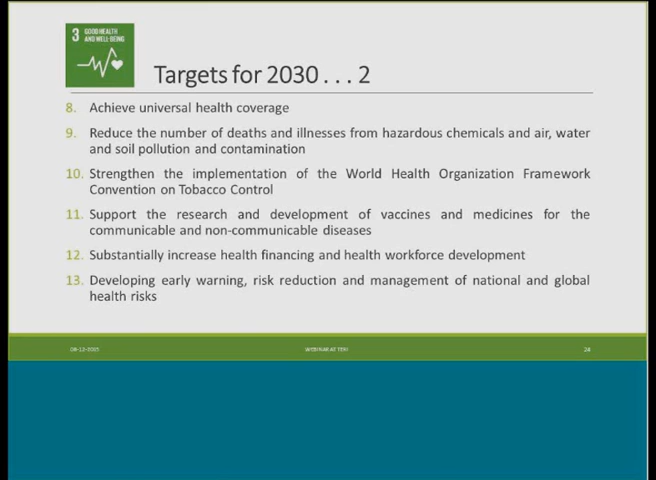 3 GOOD HEALTH
AND WELL-BEING
Targets for 2030 . . . 2
8. Achieve universal health coverage
9. Reduce the number of deaths and illnesses from hazardous chemicals and air, water
and soil pollution and contamination
10. Strengthen the implementation of the World Health Organization Framework
Convention on Tobacco Control
11. Support the research and development of vaccines and medicines for the
communicable and non-communicable diseases
12. Substantially increase health financing and health workforce development
13. Developing early warning, risk reduction and management of national and global
health risks
WEBINAR AT TERI